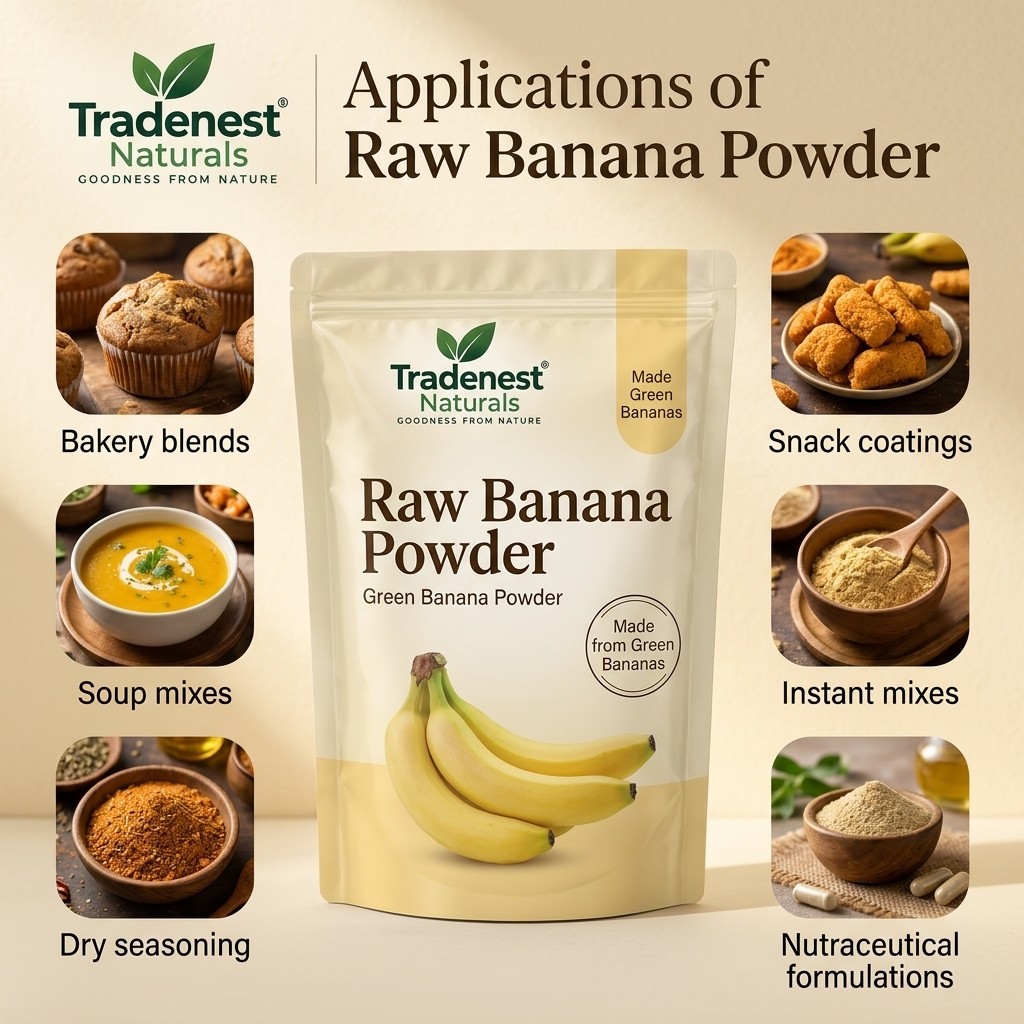 Tradenest®
Naturals
GOODNESS FROM NATURE
Applications of
Raw Banana Powder
Bakery blends
Soup mixes
Dry seasoning
Tradenest®
Naturals
GOODNESS FROM NATURE
Made
Green
Bananas
Raw Banana
Powder
Green Banana Powder
Made
from Green
Bananas
Snack coatings
Instant mixes
Nutraceutical
formulations